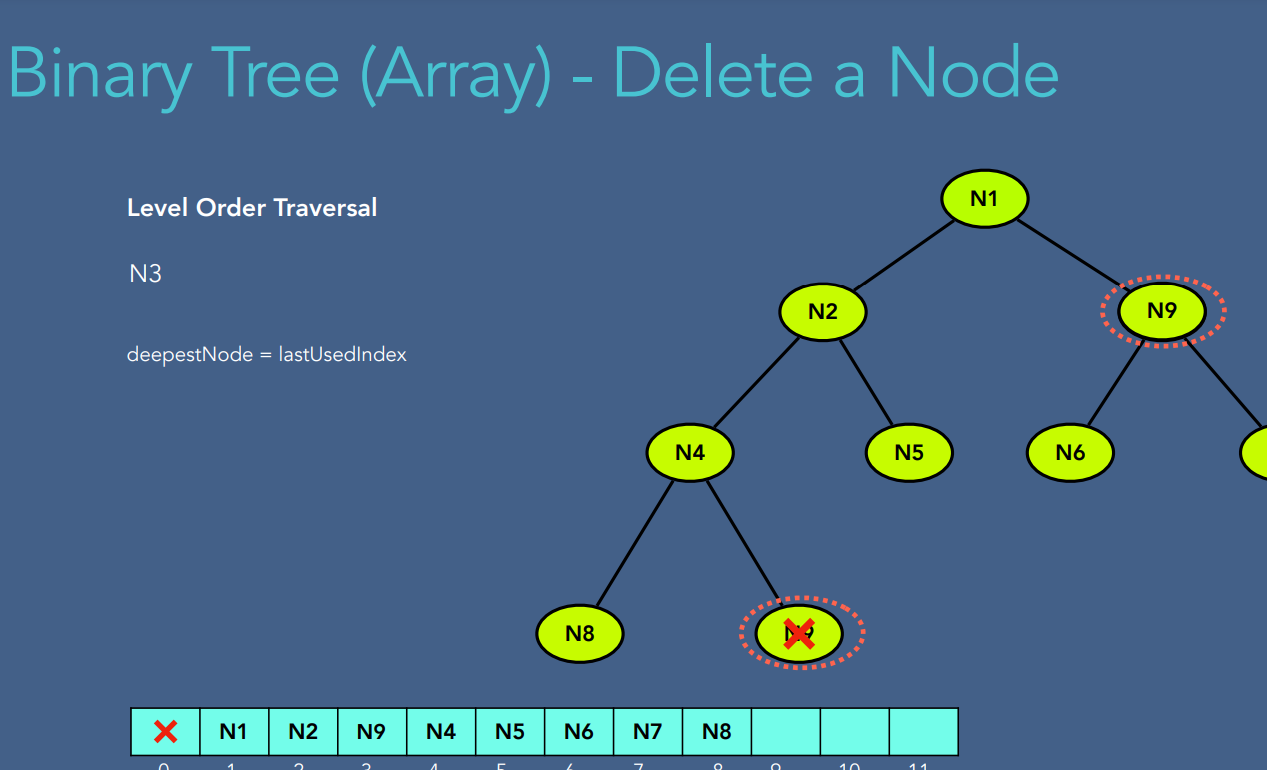 Binary Tree (Array) - Delete a Node
Level Order Traversal
N3
deepestNode = lastUsedIndex
N1
N2
N9
N4
N5
N6
N8
N9
N1 N2 N9 N4 N5 N6 N7 N8
0 1 2 3 4 5 6 7 8 9 10 11